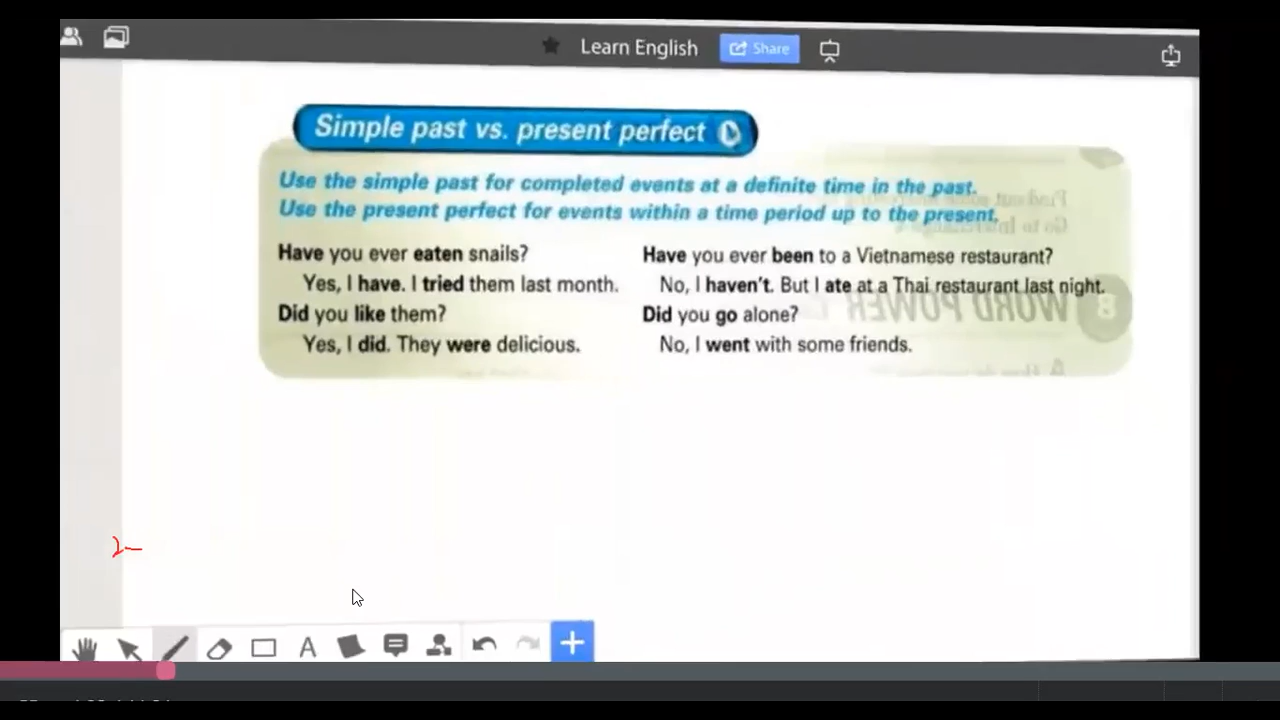 Learn English
Share
Simple past vs. present perfect
Use the simple past for completed events at a definite time in the past.
Use the present perfect for events within a time period up to the present.
Have you ever eaten snails?
Yes, I have. I tried them last month.
Did you like them?
Yes, I did. They were delicious.
Have you ever been to a Vietnamese restaurant?
No, I haven't. But I ate at a Thai restaurant last night.
Did you go alone?
No, I went with some friends.
WORD POWER
8
2-
A